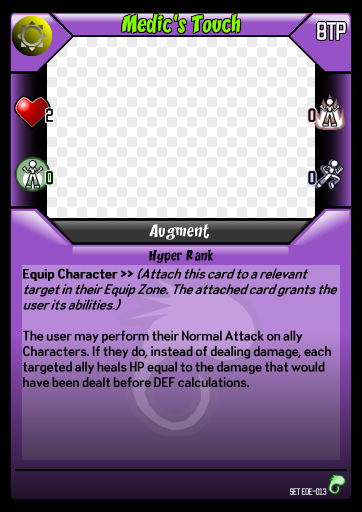 Medic's Touch
8TP
2
0
0
0
Augment
Hyper Rank
Equip Character >> (Attach this card to a relevant
target in their Equip Zone. The attached card grants the
user its abilities.)
The user may perform their Normal Attack on ally
Characters. If they do, instead of dealing damage, each
targeted ally heals HP equal to the damage that would
have been dealt before DEF calculations.
SET EOE-013